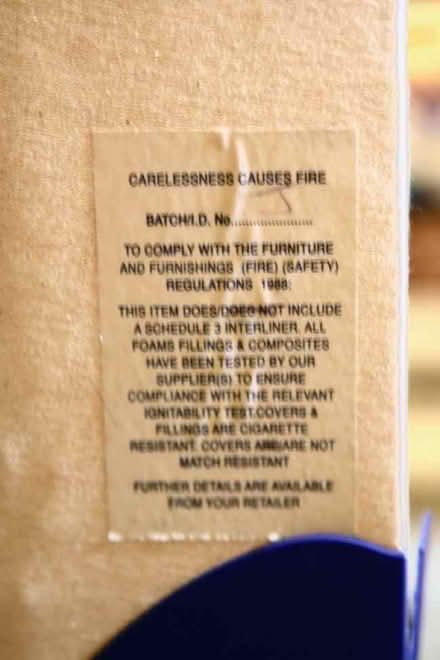 CARELESSNESS CAUSES FIRE
BATCH/I.D. No......................
TO COMPLY WITH THE FURNITURE
AND FURNISHINGS (FIRE) (SAFETY)
REGULATIONS 1988:
THIS ITEM DOES/DOES NOT INCLUDE
A SCHEDULE 3 INTERLINER. ALL
FOAMS FILLINGS & COMPOSITES
HAVE BEEN TESTED BY OUR
SUPPLIER(S) TO ENSURE
COMPLIANCE WITH THE RELEVANT
IGNITABILITY TEST.COVERS &
FILLINGS ARE CIGARETTE
RESISTANT. COVERS ARE/ARE NOT
MATCH RESISTANT
FURTHER DETAILS ARE AVAILABLE
FROM YOUR RETAILER